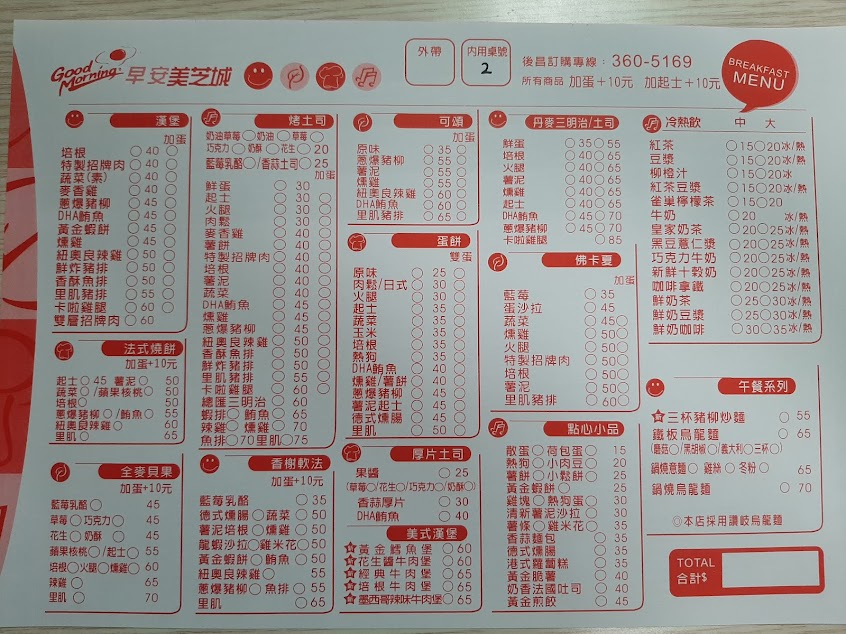 Good Morning 早安美芝城
外帶
內用桌號
2
後昌訂購專線：360-5169
所有商品 加蛋+10元 加起士+10元
BREAKFAST MENU
漢堡
加蛋
培根 ○ 40 ○
特製招牌肉 ○ 40 ○
蔬菜(素) ○ 40 ○
麥香雞 ○ 40 ○
蔥爆豬柳 ○ 45 ○
DHA鮪魚 ○ 45 ○
黃金蝦餅 ○ 45 ○
燻雞 ○ 45 ○
紐奧良辣雞 ○ 50 ○
鮮炸豬排 ○ 50 ○
香酥魚排 ○ 50 ○
里肌豬排 ○ 55 ○
卡啦雞腿 ○ 60 ○
雙層招牌肉 ○ 60
法式燒餅
加蛋+10元
起士○ 45 薯泥○ 50
蔬菜○/蘋果核桃○ 50
培根○ 50
蔥爆豬柳○/鮪魚○ 55
紐奧良辣雞○ 60
里肌○ 65
全麥貝果
加蛋+10元
藍莓乳酪○ 45
草莓○巧克力○ 45
花生○ 奶酥○ 45
蘋果核桃○/起士○ 55
培根○火腿○燻雞○ 60
辣雞○ 65
里肌○ 70
烤土司
奶油草莓○奶油○草莓○
巧克力○ 奶酥○ 花生○ 20
藍莓乳酪○/香蒜土司○ 25
加蛋
鮮蛋 ○ 30
起士 ○ 30 ○
火腿 ○ 30 ○
肉鬆 ○ 30 ○
麥香雞 ○ 40 ○
薯餅 ○ 40 ○
特製招牌肉 ○ 40 ○
培根 ○ 40 ○
薯泥 ○ 40 ○
蔬菜 ○ 40 ○
DHA鮪魚 ○ 45 ○
燻雞 ○ 45 ○
蔥爆豬柳 ○ 45 ○
紐奧良辣雞 ○ 50 ○
香酥魚排 ○ 50 ○
鮮炸豬排 ○ 50 ○
里肌豬排 ○ 55 ○
卡啦雞腿 ○ 60 ○
總匯三明治 ○ 60
蝦排○ 鮪魚○ 65
辣雞○ 燻雞○ 70
魚排○70里肌○75
香榭軟法
加蛋+10元
藍莓乳酪 ○ 35
德式燻腸○蔬菜○ 50
薯泥培根○燻雞○ 50
龍蝦沙拉○雞米花○ 50
黃金蝦餅○鮪魚○ 50
紐奧良辣雞○ 55
蔥爆豬柳○魚排○ 55
里肌 ○ 65
可頌
加蛋
原味 ○ 35 ○
蔥爆豬柳 ○ 55 ○
薯泥 ○ 55 ○
燻雞 ○ 55 ○
紐奧良辣雞 ○ 60 ○
DHA鮪魚 ○ 60 ○
里肌豬排 ○ 65 ○
蛋餅
雙蛋
原味 ○ 25 ○
肉鬆/日式 ○ 30 ○
火腿 ○ 30 ○
起士 ○ 35 ○
蔬菜 ○ 35 ○
玉米 ○ 35 ○
培根 ○ 35 ○
熱狗 ○ 35 ○
DHA鮪魚 ○ 40 ○
燻雞/薯餅 ○ 40 ○
蔥爆豬柳 ○ 45 ○
薯泥起士 ○ 45 ○
德式燻腸 ○ 45 ○
里肌 ○ 50 ○
厚片土司
果醬 ○ 25
(草莓○/花生○/巧克力○/奶酥○)
香蒜厚片 ○ 30
DHA鮪魚 ○ 40
美式漢堡
黃金鱈魚堡○60
花生醬牛肉堡○60
經典牛肉堡○65
培根牛肉堡○65
墨西哥辣味牛肉堡○65
丹麥三明治/土司
鮮蛋 ○35○55
培根 ○40○65
火腿 ○40○65
薯泥 ○40○65
燻雞 ○40○65
起士 ○40○65
DHA鮪魚 ○45○70
蔥爆豬柳 ○45○70
卡啦雞腿 ○85
佛卡夏
加蛋
藍莓 ○ 35
蛋沙拉 ○ 35
蔬菜 ○ 45○
燻雞 ○ 50○
火腿 ○ 50○
特製招牌肉 ○ 50○
培根 ○ 50○
薯泥 ○ 50○
里肌豬排 ○ 60○
點心小品
散蛋○荷包蛋○ 15
熱狗○小肉豆○ 20
薯餅○小鬆餅○ 25
黃金蝦餅○ 25
雞塊○熱狗蛋○ 30
清新薯泥沙拉○ 30
薯條○雞米花○ 30
香蒜麵包 ○ 35
德式燻腸 ○ 35
港式蘿蔔糕 ○ 35
黃金脆薯 ○ 40
奶香法國吐司 ○ 40
黃金煎餃 ○ 40
冷熱飲 中 大
紅茶 ○15○20冰/熱
豆漿 ○15○20冰/熱
柳橙汁 ○15○20冰
紅茶豆漿 ○15○20冰/熱
雀巢檸檬茶 ○15○20冰
牛奶 ○20 冰/熱
皇家奶茶 ○20○25冰/熱
黑豆薏仁漿 ○20○25冰/熱
巧克力牛奶 ○20○25冰/熱
新鮮十穀奶 ○20○25冰/熱
咖啡拿鐵 ○20○25冰/熱
鮮奶茶 ○25○30冰/熱
鮮奶豆漿 ○25○30冰/熱
鮮奶咖啡 ○30○35冰/熱
午餐系列
三杯豬柳炒麵 ○ 55
鐵板烏龍麵 ○ 65
(蘑菇○/黑胡椒○/義大利○/三杯○)
鍋燒意麵○ 雞絲○ 冬粉○ 65
鍋燒烏龍麵 ○ 70
◎本店採用讚岐烏龍麵
TOTAL
合計$